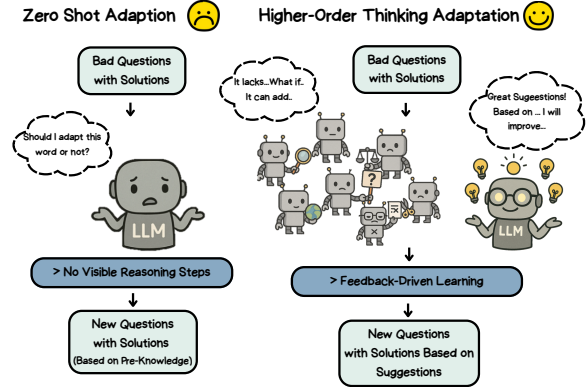 Zero Shot Adaption
Bad Questions
with Solutions
Should I adapt this
word or not?
LLM
> No Visible Reasoning Steps
New Questions
with Solutions
(Based on Pre-Knowledge)
Higher-Order Thinking Adaptation
It lacks...What if..
It can add..
Bad Questions
with Solutions
Great Sugeestions!
Based on ... I will
improve...
?
LLM
> Feedback-Driven Learning
New Questions
with Solutions Based on
Suggestions